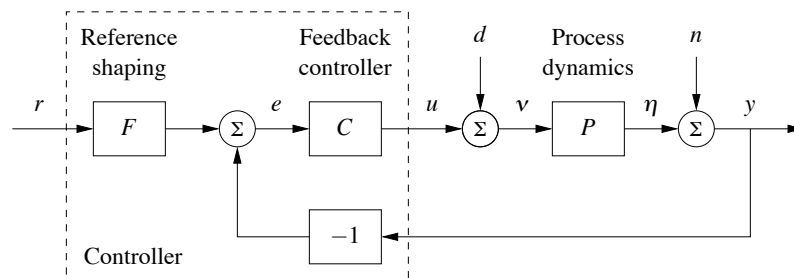 Reference
shaping
Feedback
controller
d
Process
dynamics
n
r
F
Σ
e
C
u
Σ
ν
P
η
Σ
y
−1
Controller